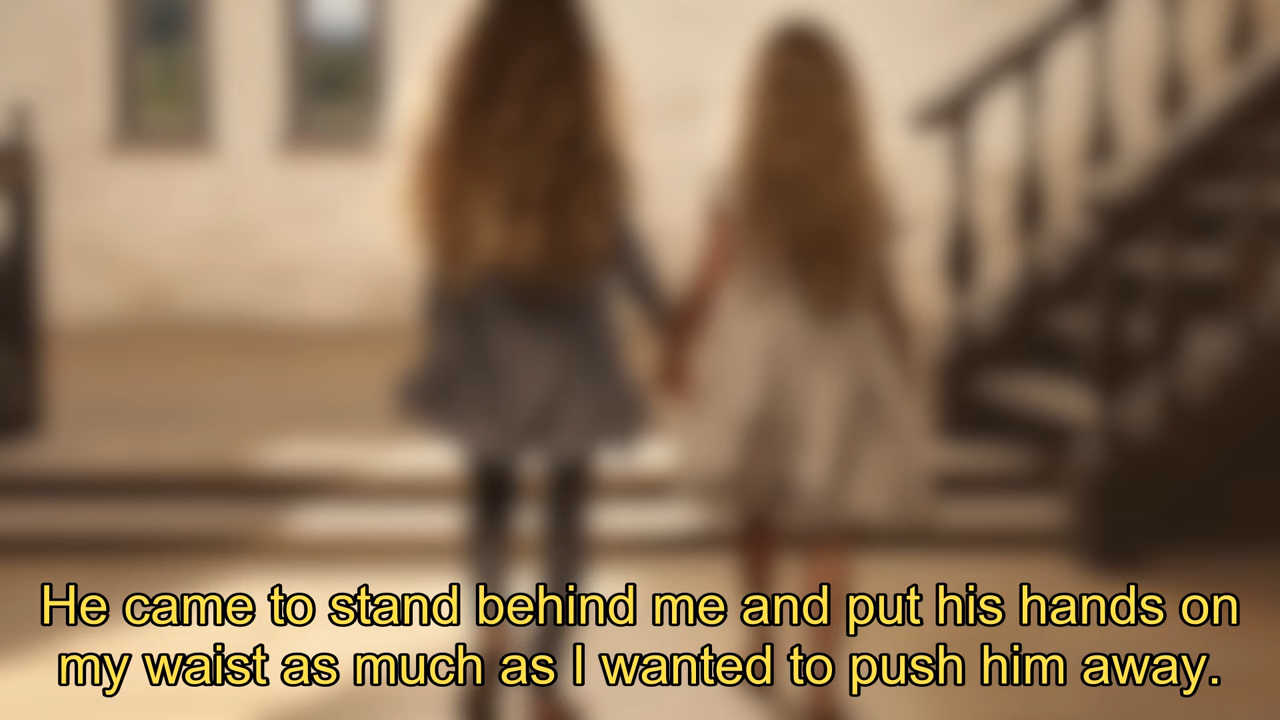 He came to stand behind me and put his hands on
my waist as much as I wanted to push him away.